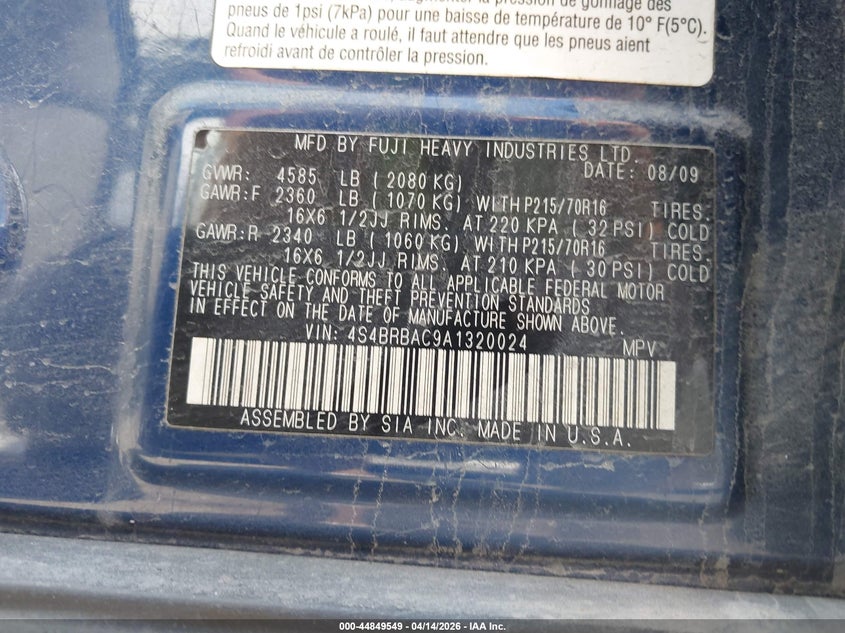 la pression de gonflage des
pneus de 1psi (7kPa) pour une baisse de température de 10° F(5°C).
Quand le véhicule a roulé, il faut attendre que les pneus aient
refroidi avant de contrôler la pression.
MFD BY FUJI HEAVY INDUSTRIES LTD.
DATE: 08/09
GVWR: 4585 LB ( 2080 KG)
GAWR:F 2360 LB ( 1070 KG) WITH P215/70R16 TIRES.
16X6 1/2JJ RIMS. AT 220 KPA ( 32 PSI) COLD
GAWR:R 2340 LB ( 1060 KG) WITH P215/70R16 TIRES.
16X6 1/2JJ RIMS. AT 210 KPA ( 30 PSI) COLD
THIS VEHICLE CONFORMS TO ALL APPLICABLE FEDERAL MOTOR
VEHICLE SAFETY AND THEFT PREVENTION STANDARDS
IN EFFECT ON THE DATE OF MANUFACTURE SHOWN ABOVE.
VIN: 4S4BRBAC9A1320024 MPV
ASSEMBLED BY SIA INC. MADE IN U.S.A.
000-44849549 - 04/14/2026 - IAA Inc.